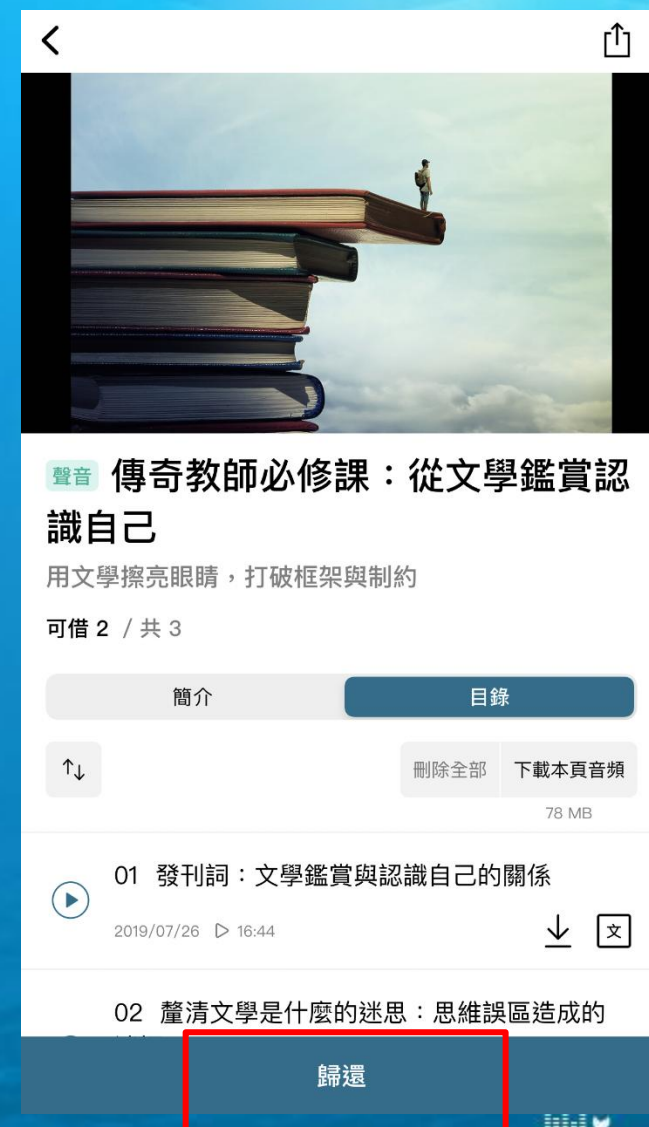 聲音 傳奇教師必修課：從文學鑑賞認
識自己
用文學擦亮眼睛，打破框架與制約
可借 2 / 共 3
簡介 目錄
刪除全部 下載本頁音頻
78 MB
01 發刊詞：文學鑑賞與認識自己的關係
2019/07/26 16:44
文
02 釐清文學是什麼的迷思：思維誤區造成的
歸還